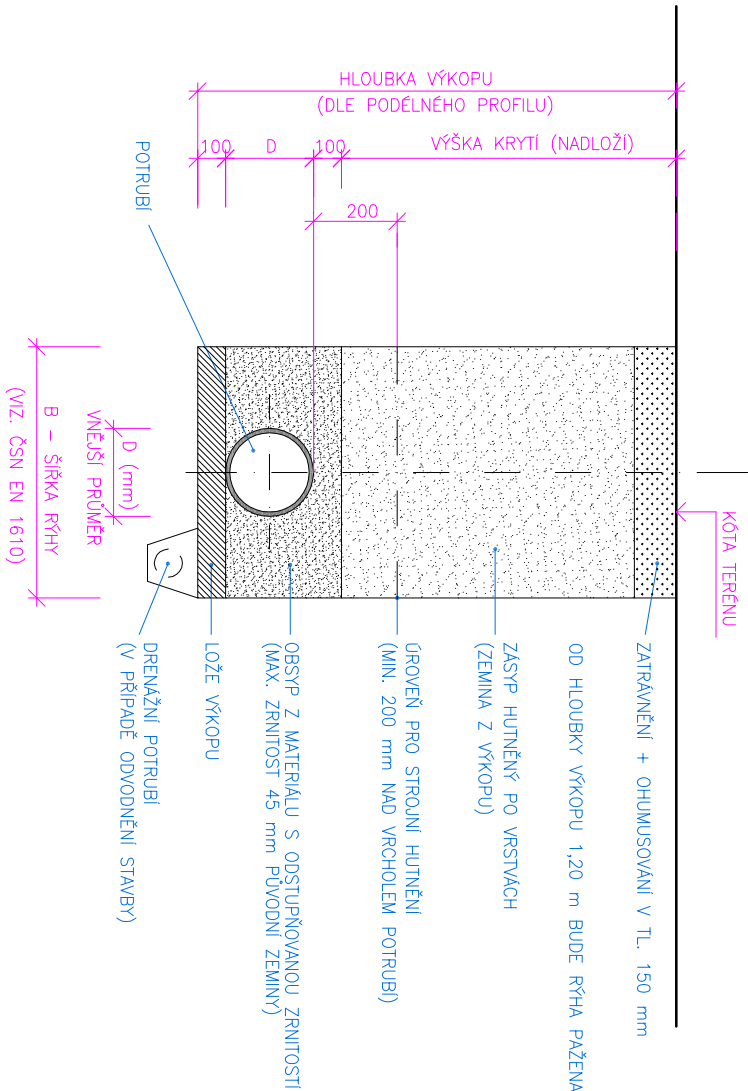 KÓTA TERÉNU
ZATRÁVNĚNÍ + OHUMUSOVÁNÍ V TL. 150 mm
OD HLOUBKY VÝKOPU 1,20 m BUDE RÝHA PAŽENA
ZÁSYP HUTNĚNÝ PO VRSTVÁCH
(ZEMINA Z VÝKOPU)
ÚROVEŇ PRO STROJNÍ HUTNĚNÍ
(MIN. 200 mm NAD VRCHOLEM POTRUBÍ)
OBSYP Z MATERIÁLU S ODSTUPŇOVANOU ZRNITOSTÍ
(MAX. ZRNITOST 45 mm PŮVODNÍ ZEMINY)
LOŽE VÝKOPU
DRENÁŽNÍ POTRUBÍ
(V PŘÍPADĚ ODVODNĚNÍ STAVBY)
HLOUBKA VÝKOPU
(DLE PODÉLNÉHO PROFILU)
100
D
100
VÝŠKA KRYTÍ (NADLOŽÍ)
200
POTRUBÍ
D (mm)
VNĚJŠÍ PRŮMĚR
B - ŠÍŘKA RÝHY
(VIZ. ČSN EN 1610)